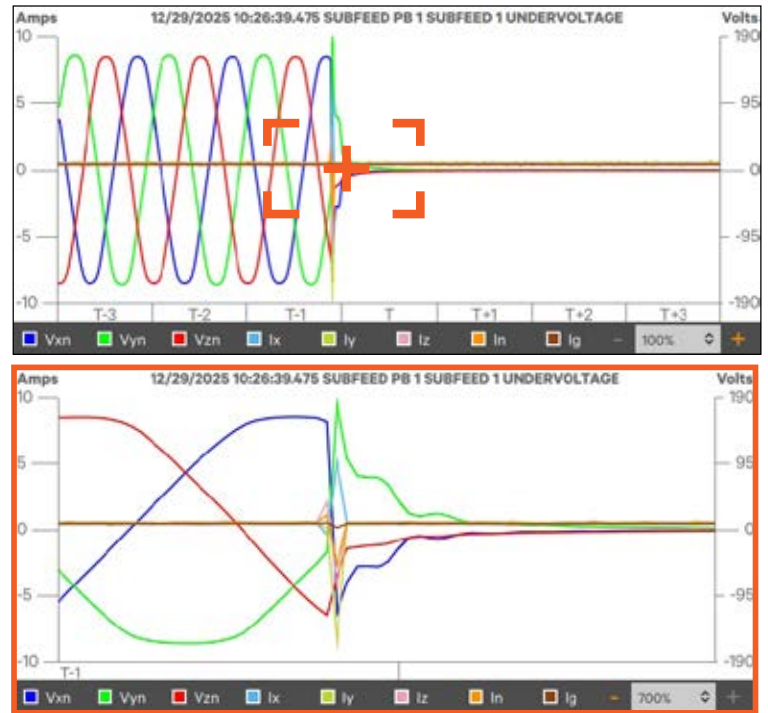 Amps 12/29/2025 10:26:39.475 SUBFEED PB 1 SUBFEED 1 UNDERVOLTAGE Volts
10 190
5 95
0 0
-5 -95
-10 -190
T-3 T-2 T-1 T T+1 T+2 T+3
Vxn Vyn Vzn Ix Iy Iz In Ig - 100% +
Amps 12/29/2025 10:26:39.475 SUBFEED PB 1 SUBFEED 1 UNDERVOLTAGE Volts
10 190
5 95
0 0
-5 -95
-10 -190
T-1
Vxn Vyn Vzn Ix Iy Iz In Ig - 700% +